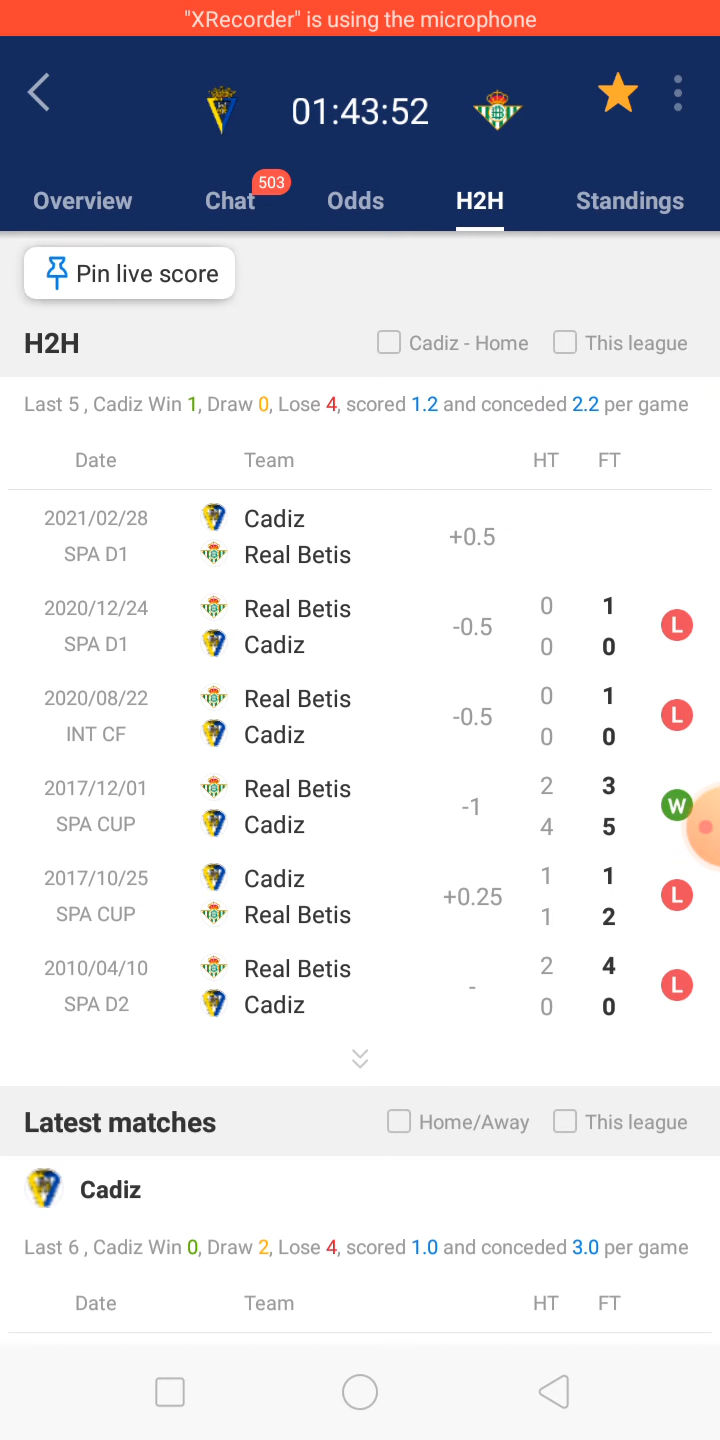 "XRecorder" is using the microphone
01:43:52
Overview Chat 503 Odds H2H Standings
Pin live score
H2H Cadiz - Home This league
Last 5 , Cadiz Win 1, Draw 0, Lose 4, scored 1.2 and conceded 2.2 per game
Date Team HT FT
2021/02/28 Cadiz
+0.5
SPA D1 Real Betis
2020/12/24 Real Betis 0 1
-0.5 L
SPA D1 Cadiz 0 0
2020/08/22 Real Betis 0 1
-0.5 L
INT CF Cadiz 0 0
2017/12/01 Real Betis 2 3
-1 W
SPA CUP Cadiz 4 5
2017/10/25 Cadiz 1 1
+0.25 L
SPA CUP Real Betis 1 2
2010/04/10 Real Betis 2 4
- L
SPA D2 Cadiz 0 0
Latest matches Home/Away This league
Cadiz
Last 6 , Cadiz Win 0, Draw 2, Lose 4, scored 1.0 and conceded 3.0 per game
Date Team HT FT